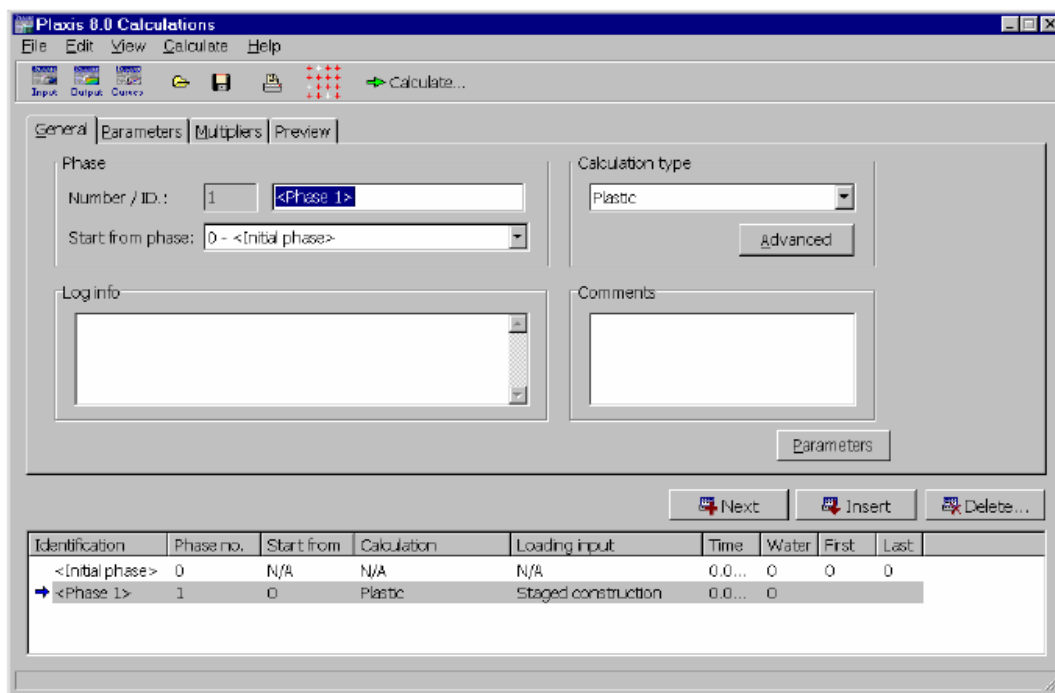 Plaxis 8.0 Calculations
File Edit View Calculate Help
Input Output Curves Calculate...
General Parameters Multipliers Preview
Phase Calculation type
Number / ID.: 1 <Phase 1> Plastic
Start from phase: 0 - <Initial phase> Advanced
Log info Comments
Parameters
Next Insert Delete...
Identification Phase no. Start from Calculation Loading input Time Water First Last
<Initial phase> 0 N/A N/A N/A 0.0... 0 0 0
<Phase 1> 1 0 Plastic Staged construction 0.0... 0